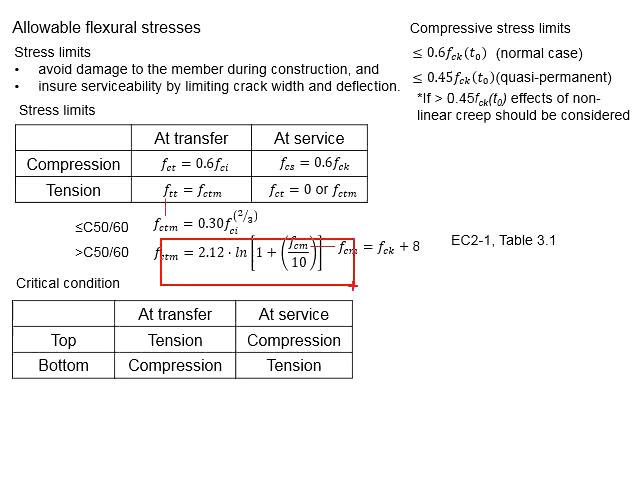 Allowable flexural stresses
Stress limits
• avoid damage to the member during construction, and
• insure serviceability by limiting crack width and deflection.
Stress limits
At transfer At service
Compression f_ct = 0.6f_ci f_cs = 0.6f_ck
Tension f_tt = f_ctm f_ct = 0 or f_ctm
≤C50/60 f_ctm = 0.30f_ci^(2/3)
>C50/60 f_ctm = 2.12 · ln[1 + (f_cm/10)] f_cm = f_ck + 8
Critical condition
At transfer At service
Top Tension Compression
Bottom Compression Tension
Compressive stress limits
≤ 0.6f_ck(t_0) (normal case)
≤ 0.45f_ck(t_0)(quasi-permanent)
*If > 0.45f_ck(t_0) effects of non-
linear creep should be considered
EC2-1, Table 3.1